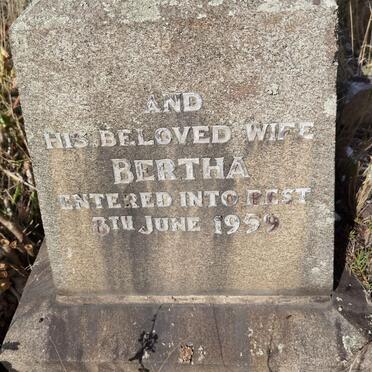 AND
HIS BELOVED WIFE
BERTHA
ENTERED INTO REST
8TH JUNE 1959